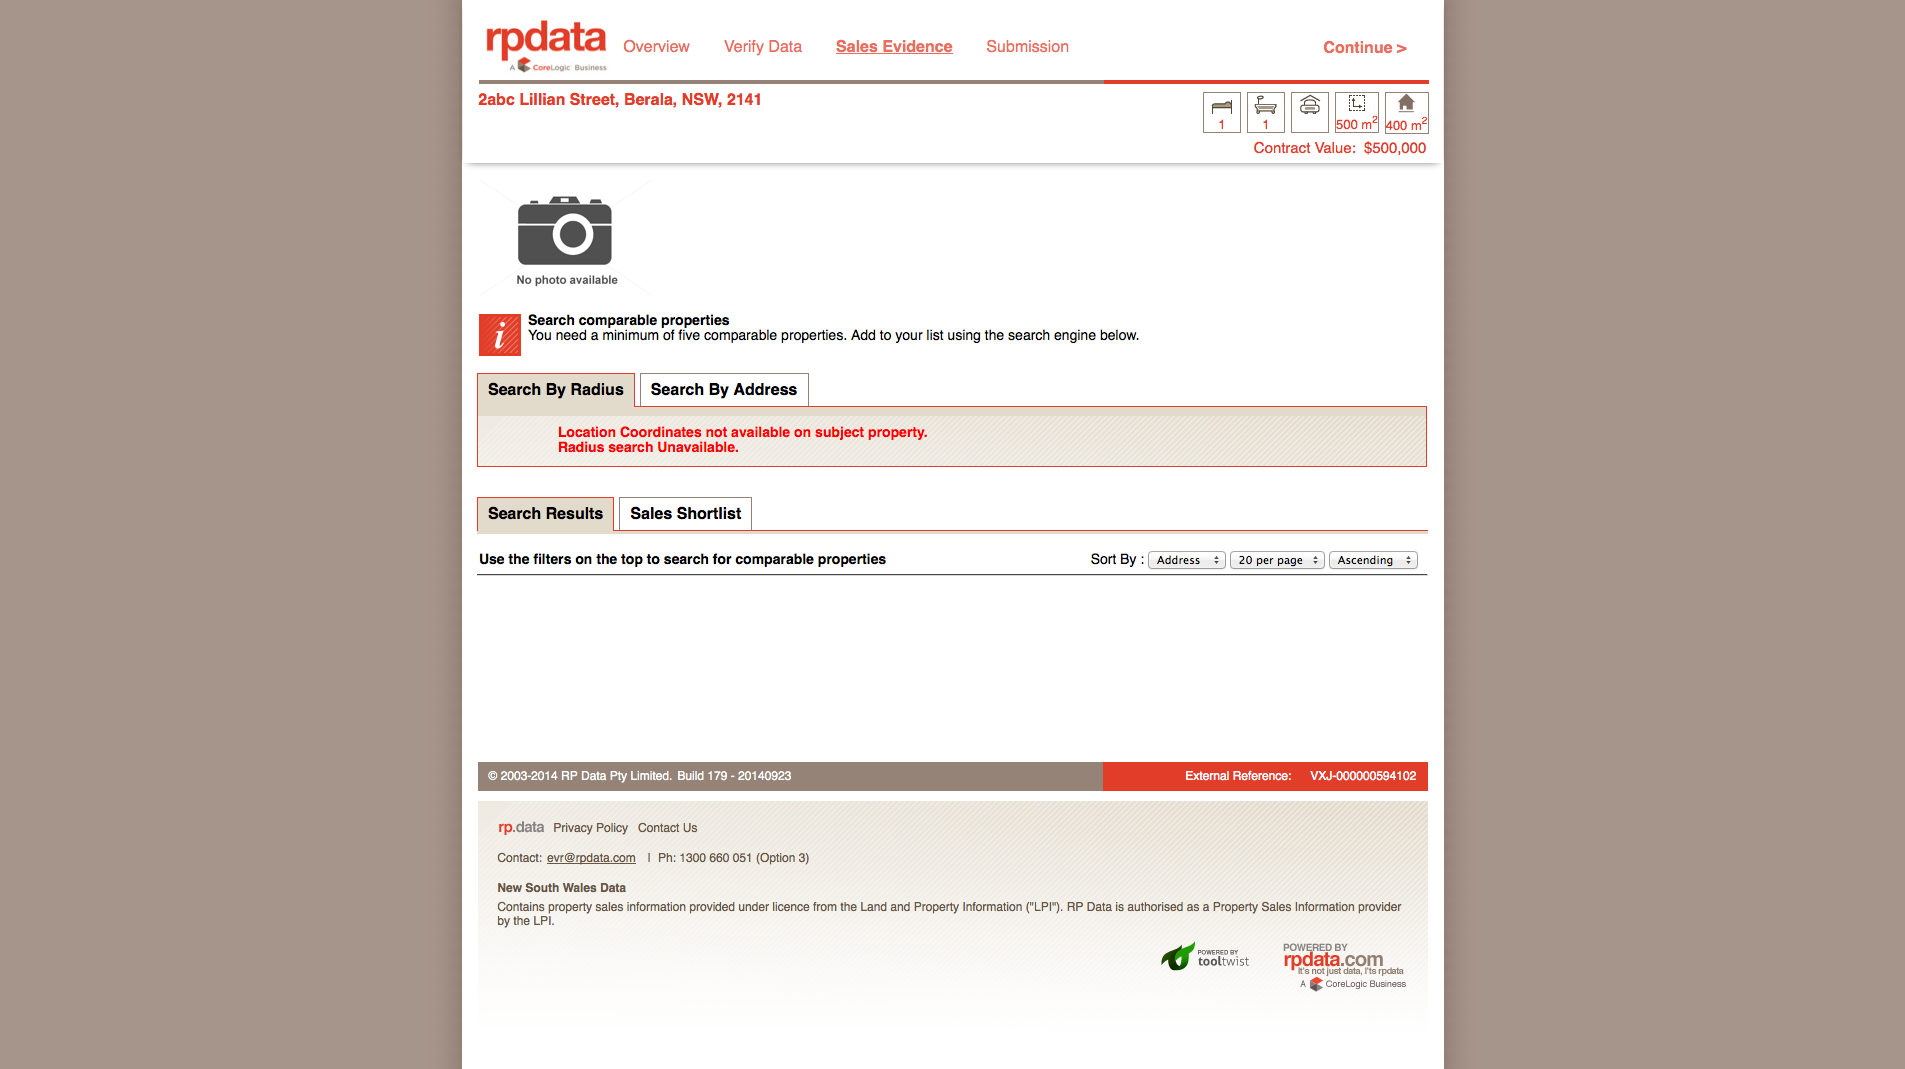 rpdata
A CoreLogic Business
Overview Verify Data Sales Evidence Submission Continue >
2abc Lillian Street, Berala, NSW, 2141
1 1 500 m2 400 m2
Contract Value: $500,000
No photo available
i
Search comparable properties
You need a minimum of five comparable properties. Add to your list using the search engine below.
Search By Radius Search By Address
Location Coordinates not available on subject property.
Radius search Unavailable.
Search Results Sales Shortlist
Use the filters on the top to search for comparable properties Sort By : Address 20 per page Ascending
© 2003-2014 RP Data Pty Limited. Build 179 - 20140923 External Reference: VXJ-000000594102
rp.data Privacy Policy Contact Us
Contact: evr@rpdata.com | Ph: 1300 660 051 (Option 3)
New South Wales Data
Contains property sales information provided under licence from the Land and Property Information ("LPI"). RP Data is authorised as a Property Sales Information provider
by the LPI.
POWERED BY
tooltwist
POWERED BY
rpdata.com
It's not just data, I'ts rpdata
A CoreLogic Business